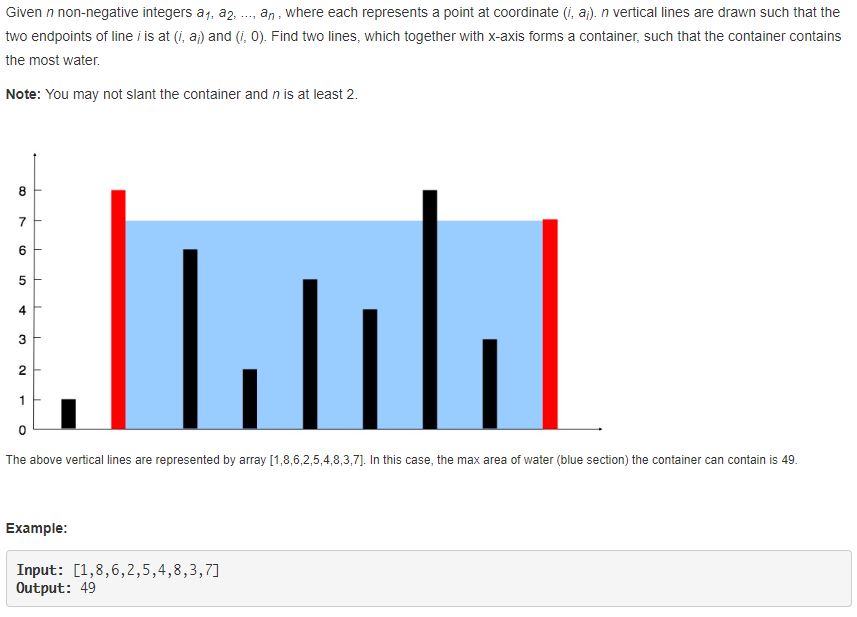 Given n non-negative integers a1, a2, ..., an , where each represents a point at coordinate (i, ai). n vertical lines are drawn such that the
two endpoints of line i is at (i, ai) and (i, 0). Find two lines, which together with x-axis forms a container, such that the container contains
the most water.
Note: You may not slant the container and n is at least 2.
8
7
6
5
4
3
2
1
0
The above vertical lines are represented by array [1,8,6,2,5,4,8,3,7]. In this case, the max area of water (blue section) the container can contain is 49.
Example:
Input: [1,8,6,2,5,4,8,3,7]
Output: 49